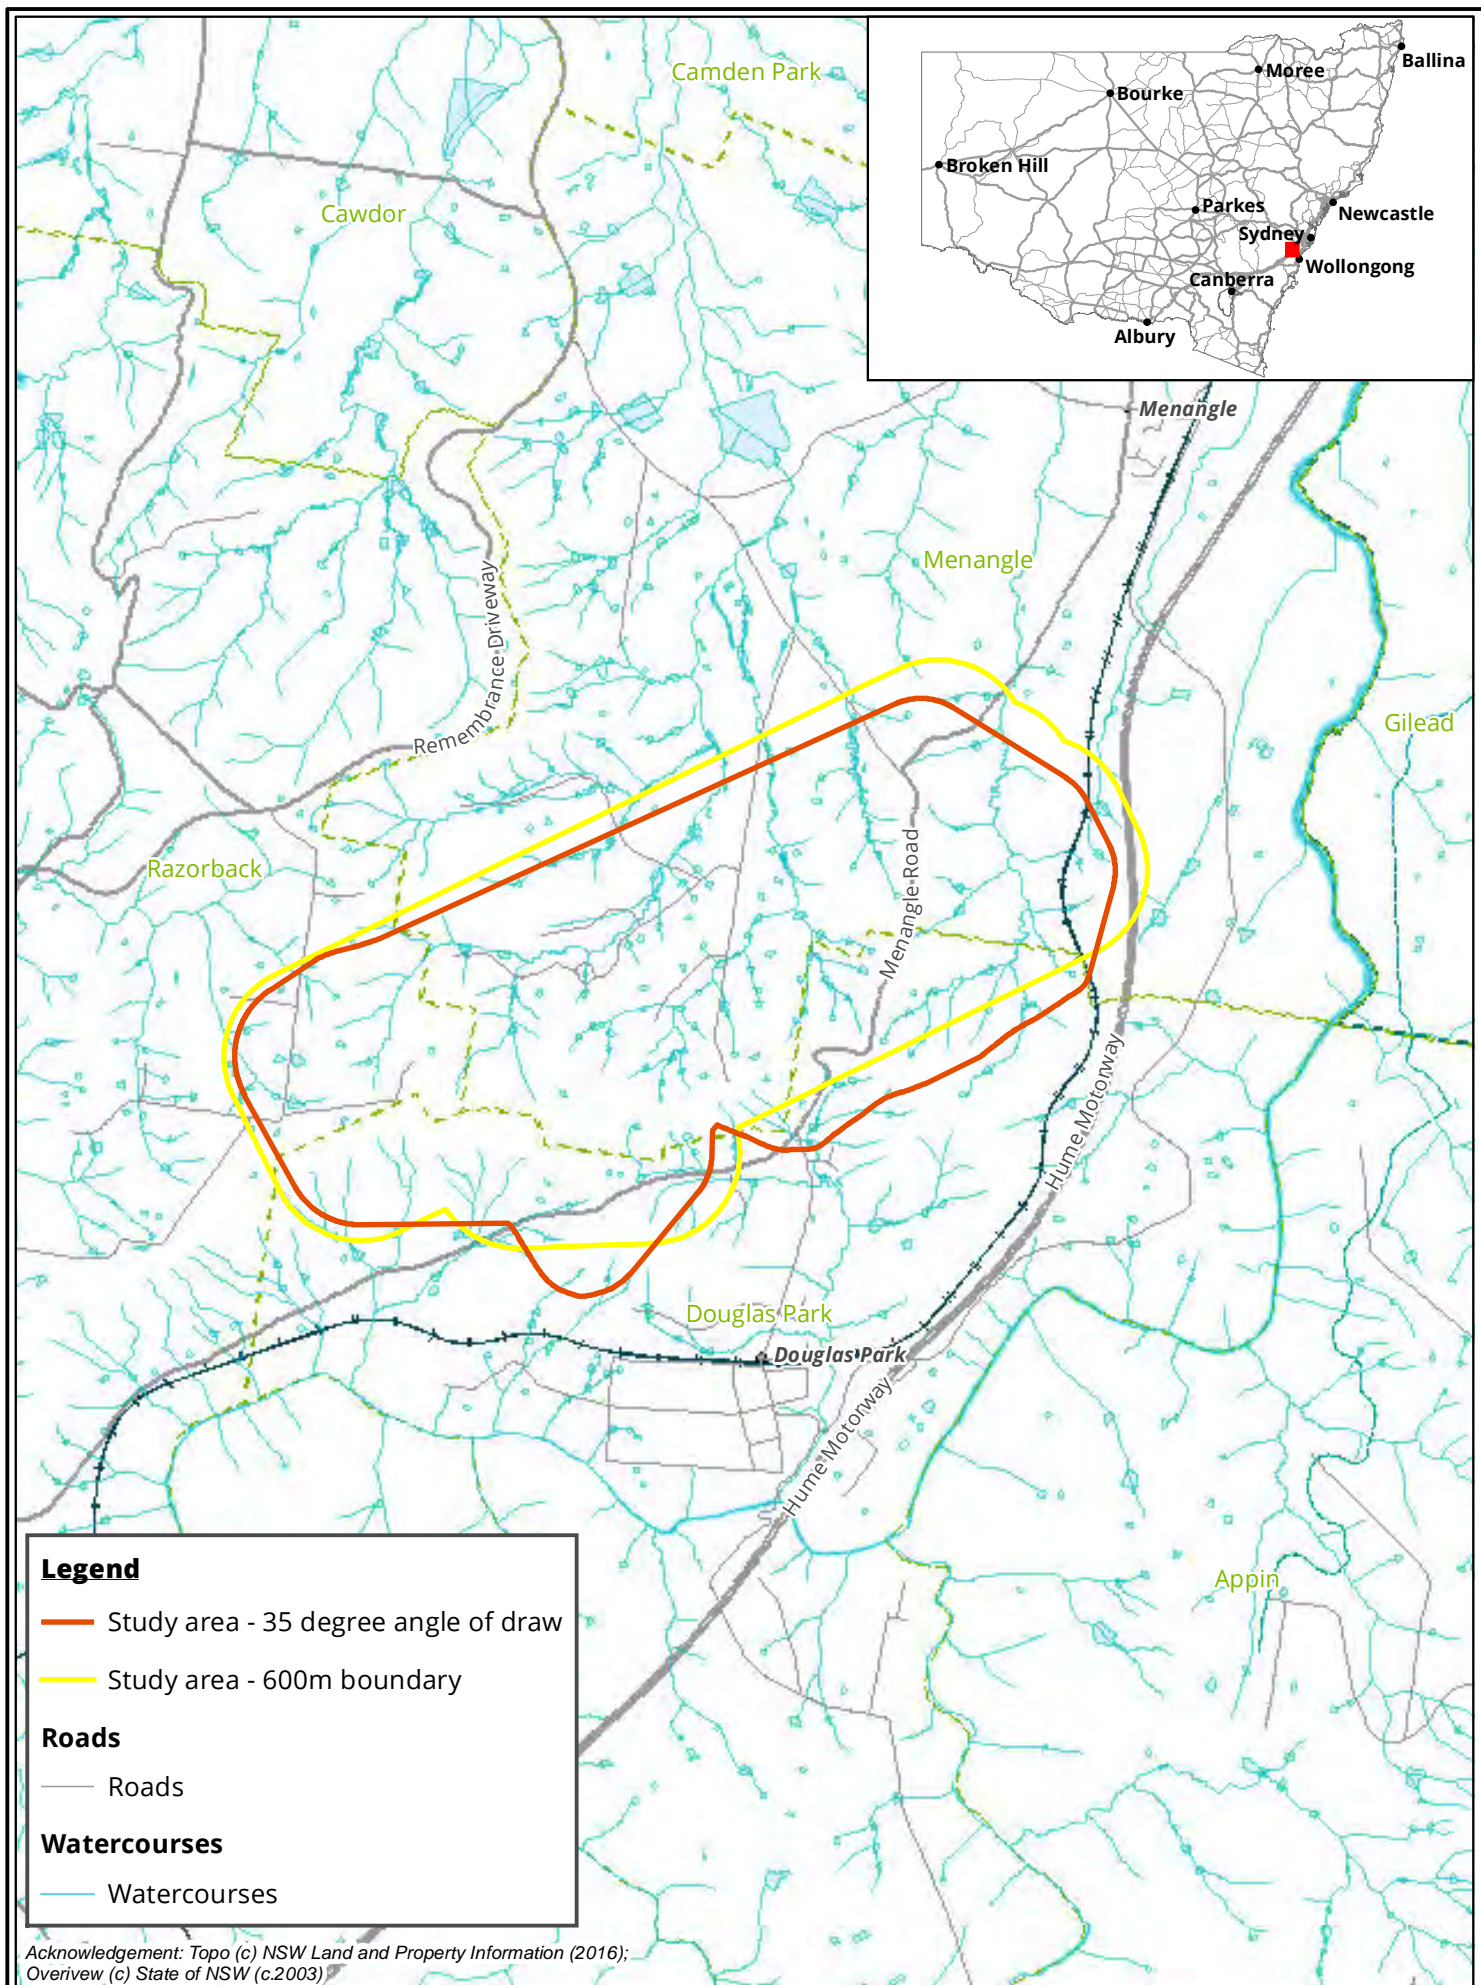 Camden Park
Cawdor
Ballina
Moree
Bourke
Broken Hill
Parkes
Newcastle
Sydney
Wollongong
Canberra
Albury
Menangle
Menangle
Remembrance Driveway
Gilead
Razorback
Menangle Road
Hume Motorway
Douglas Park
Douglas Park
Hume Motorway
Appin
Legend
Study area - 35 degree angle of draw
Study area - 600m boundary
Roads
Roads
Watercourses
Watercourses
Acknowledgement: Topo (c) NSW Land and Property Information (2016);
Overivew (c) State of NSW (c.2003)